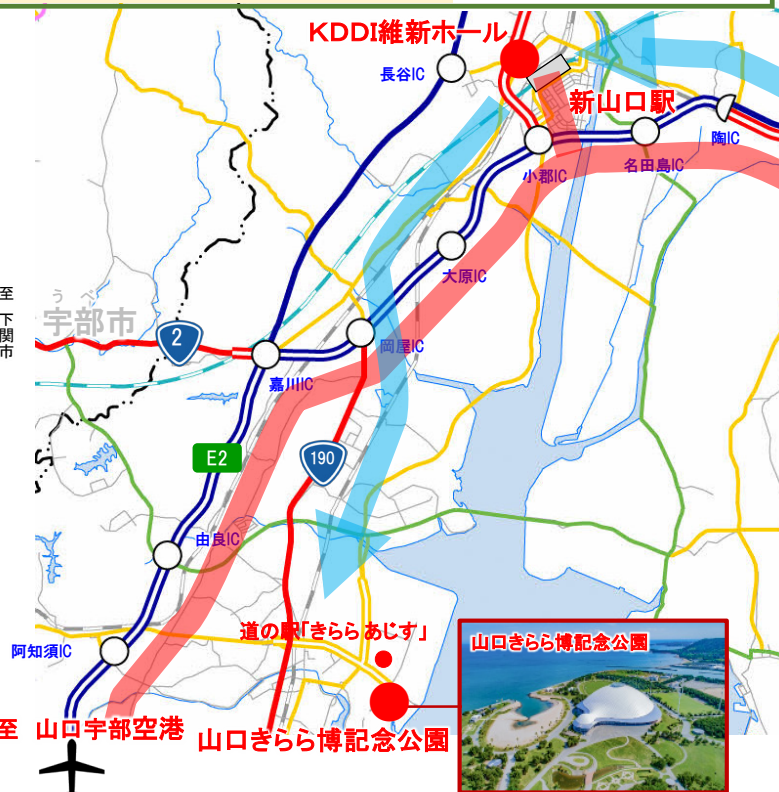 KDDI維新ホール
長谷IC
新山口駅
陶IC
小郡IC
名田島IC
大原IC
至 下関市
うべ
宇部市
2
岡屋IC
嘉川IC
E2
190
由良IC
道の駅「きらら あじす」
山口きらら博記念公園
阿知須IC
至 山口宇部空港
山口きらら博記念公園